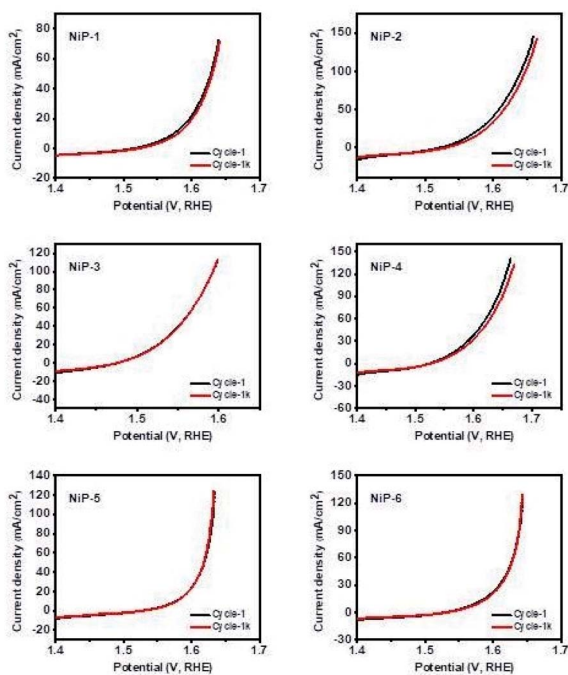 NiP-1
Current density (mA/cm²)
80
60
40
20
0
-20
Cycle-1
Cycle-1k
1.4 1.5 1.6 1.7
Potential (V, RHE)
NiP-2
Current density (mA/cm²)
150
100
50
0
Cycle-1
Cycle-1k
1.4 1.5 1.6 1.7
Potential (V, RHE)
NiP-3
Current density (mA/cm²)
120
100
80
60
40
20
0
-20
-40
Cycle-1
Cycle-1k
1.4 1.5 1.6
Potential (V, RHE)
NiP-4
Current density (mA/cm²)
150
120
90
60
30
0
-30
-60
Cycle-1
Cycle-1k
1.4 1.5 1.6 1.7
Potential (V, RHE)
NiP-5
Current density (mA/cm²)
140
120
100
80
60
40
20
0
-20
Cycle-1
Cycle-1k
1.4 1.5 1.6 1.7
Potential (V, RHE)
NiP-6
Current density (mA/cm²)
150
120
90
60
30
0
-30
Cycle-1
Cycle-1k
1.4 1.5 1.6 1.7
Potential (V, RHE)